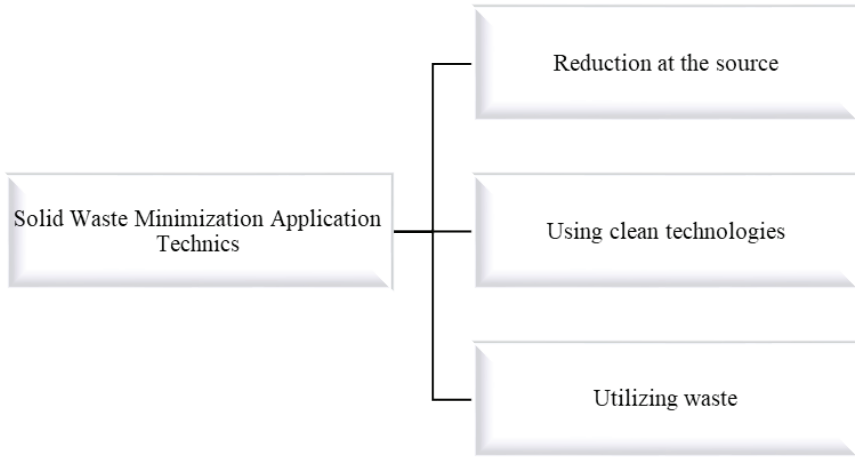 Reduction at the source
Solid Waste Minimization Application
Technics
Using clean technologies
Utilizing waste